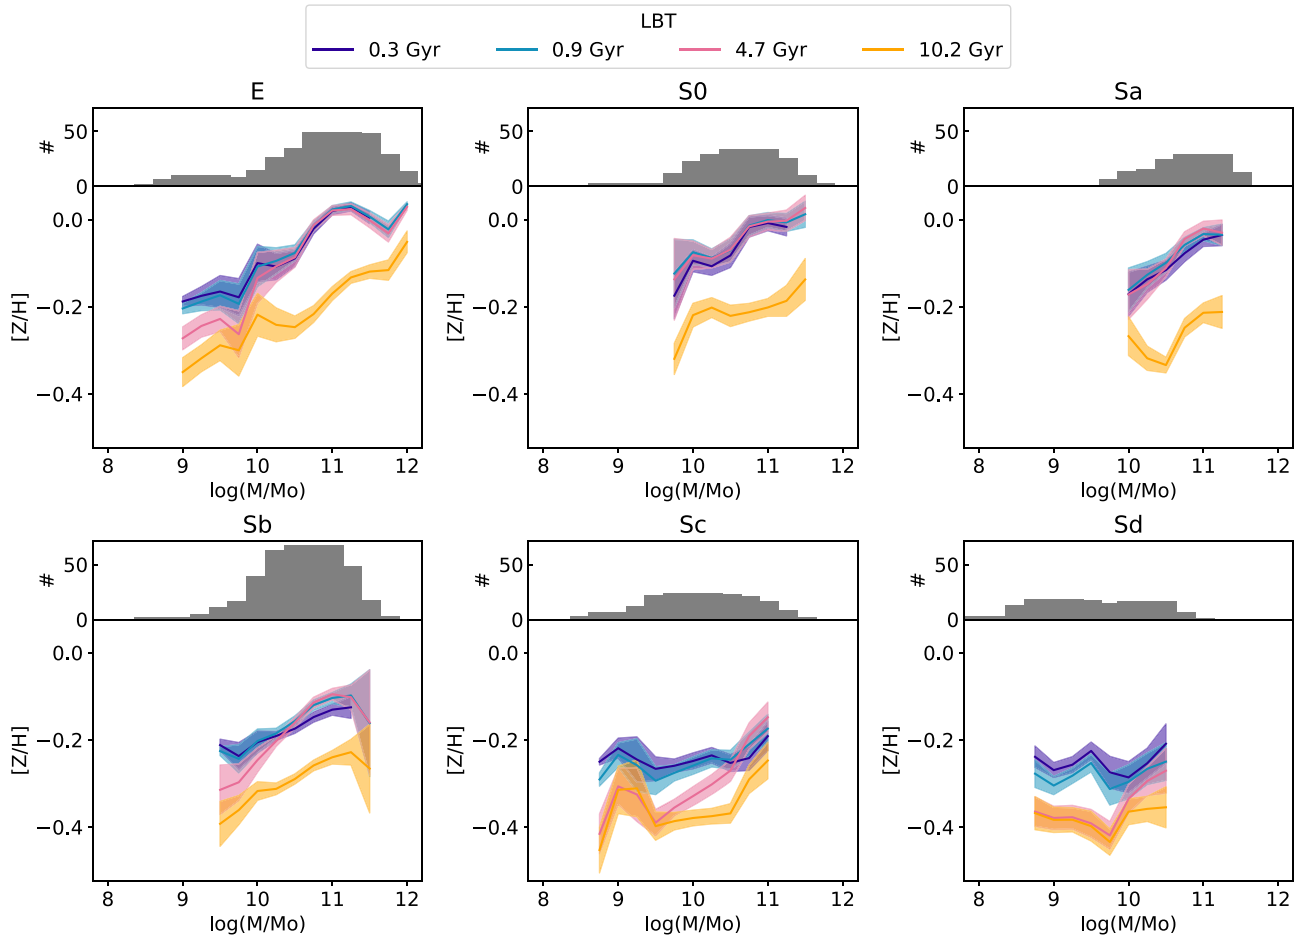 LBT
0.3 Gyr 0.9 Gyr 4.7 Gyr 10.2 Gyr
E S0 Sa
# 50 0
# 50 0
# 50 0
[Z/H] 0.0 −0.2 −0.4
[Z/H] 0.0 −0.2 −0.4
[Z/H] 0.0 −0.2 −0.4
8 9 10 11 12 8 9 10 11 12 8 9 10 11 12
log(M/Mo) log(M/Mo) log(M/Mo)
Sb Sc Sd
# 50 0
# 50 0
# 50 0
[Z/H] 0.0 −0.2 −0.4
[Z/H] 0.0 −0.2 −0.4
[Z/H] 0.0 −0.2 −0.4
8 9 10 11 12 8 9 10 11 12 8 9 10 11 12
log(M/Mo) log(M/Mo) log(M/Mo)